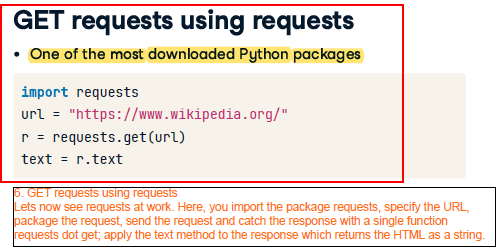 GET requests using requests
• One of the most downloaded Python packages
import requests
url = "https://www.wikipedia.org/"
r = requests.get(url)
text = r.text
6. GET requests using requests
Lets now see requests at work. Here, you import the package requests, specify the URL,
package the request, send the request and catch the response with a single function
requests dot get; apply the text method to the response which returns the HTML as a string.